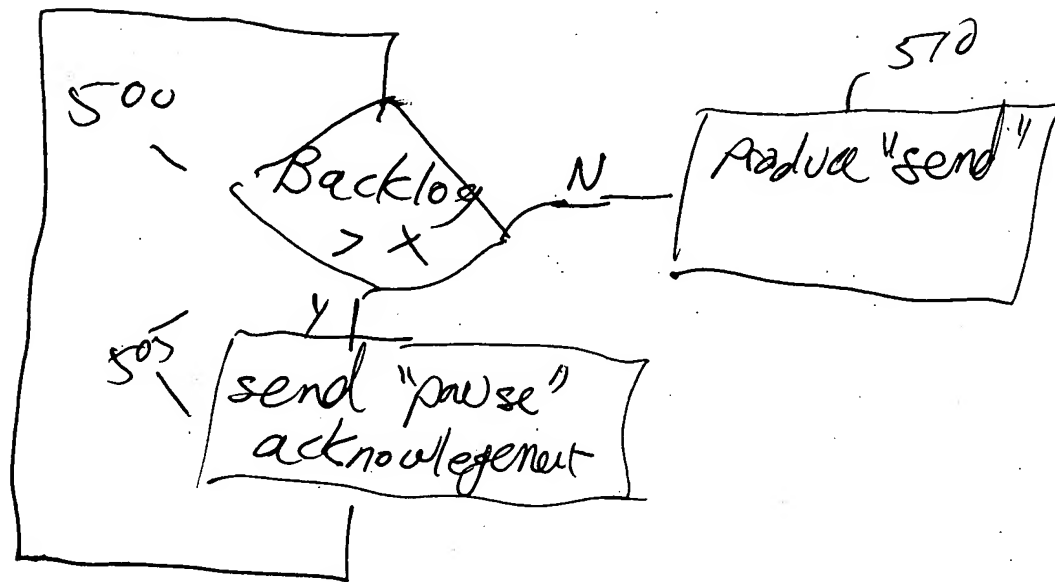 510
500
Produce "send"
Backlog
> X
N
Y
505
send "pause"
acknowlegement